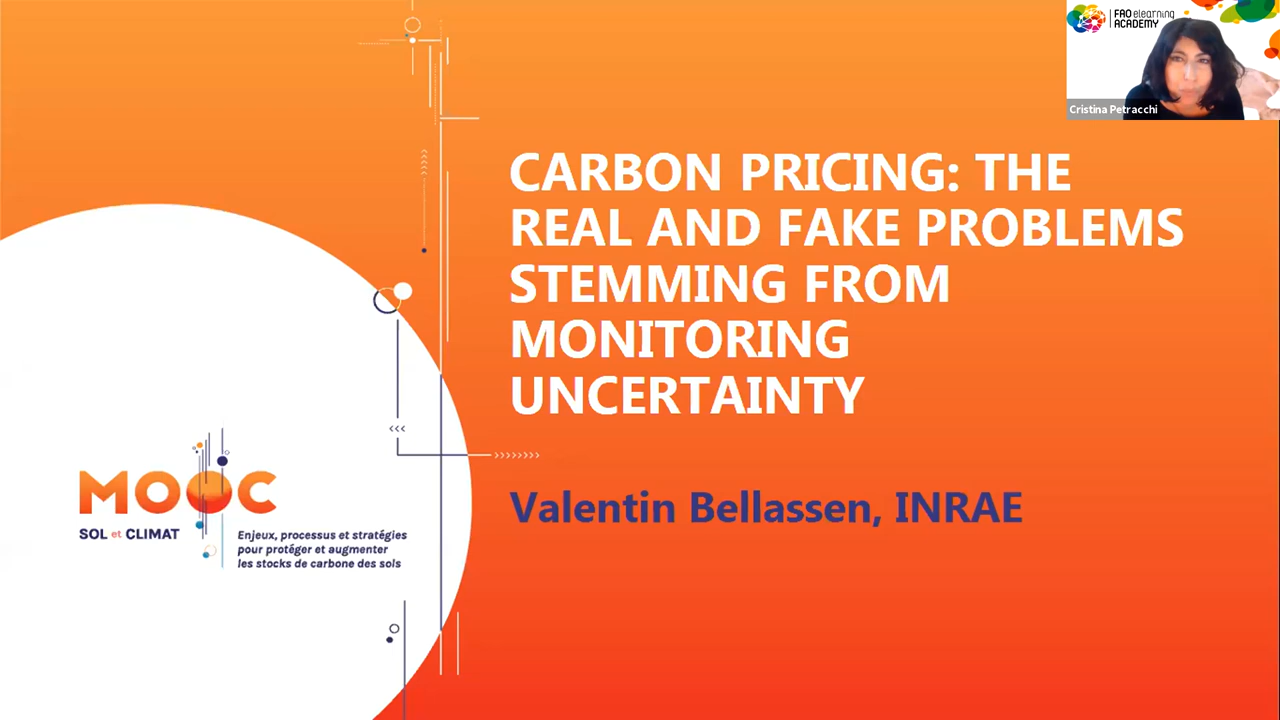 FAO elearning
ACADEMY
Cristina Petracchi
CARBON PRICING: THE
REAL AND FAKE PROBLEMS
STEMMING FROM
MONITORING
UNCERTAINTY
Valentin Bellassen, INRAE
MOOC
SOL et CLIMAT
Enjeux, processus et stratégies
pour protéger et augmenter
les stocks de carbone des sols